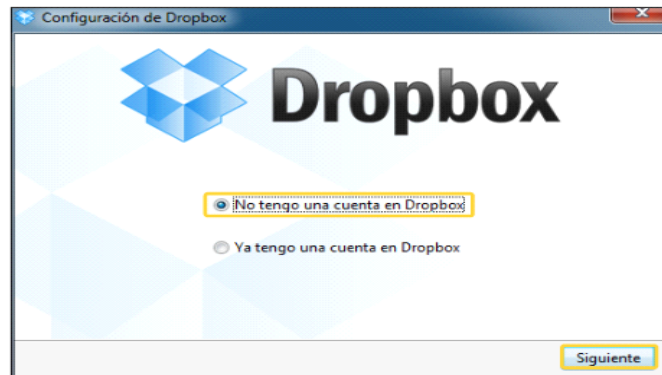 Configuración de Dropbox
Dropbox
No tengo una cuenta en Dropbox
Ya tengo una cuenta en Dropbox
Siguiente